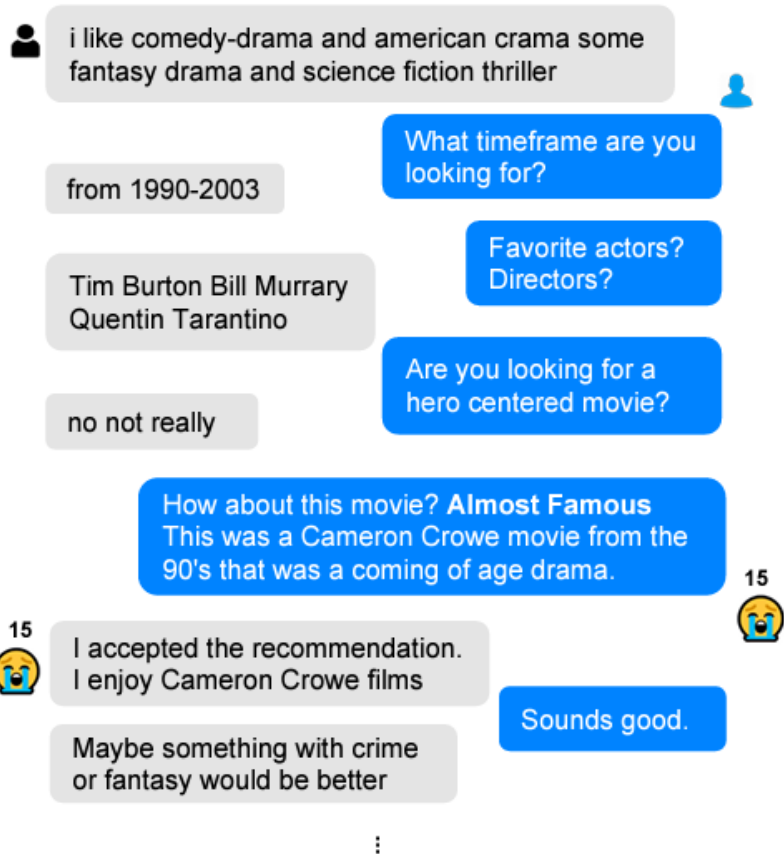 i like comedy-drama and american crama some
fantasy drama and science fiction thriller
What timeframe are you
looking for?
from 1990-2003
Favorite actors?
Directors?
Tim Burton Bill Murrary
Quentin Tarantino
Are you looking for a
hero centered movie?
no not really
How about this movie? Almost Famous
This was a Cameron Crowe movie from the
90's that was a coming of age drama.
15
15
I accepted the recommendation.
I enjoy Cameron Crowe films
Sounds good.
Maybe something with crime
or fantasy would be better